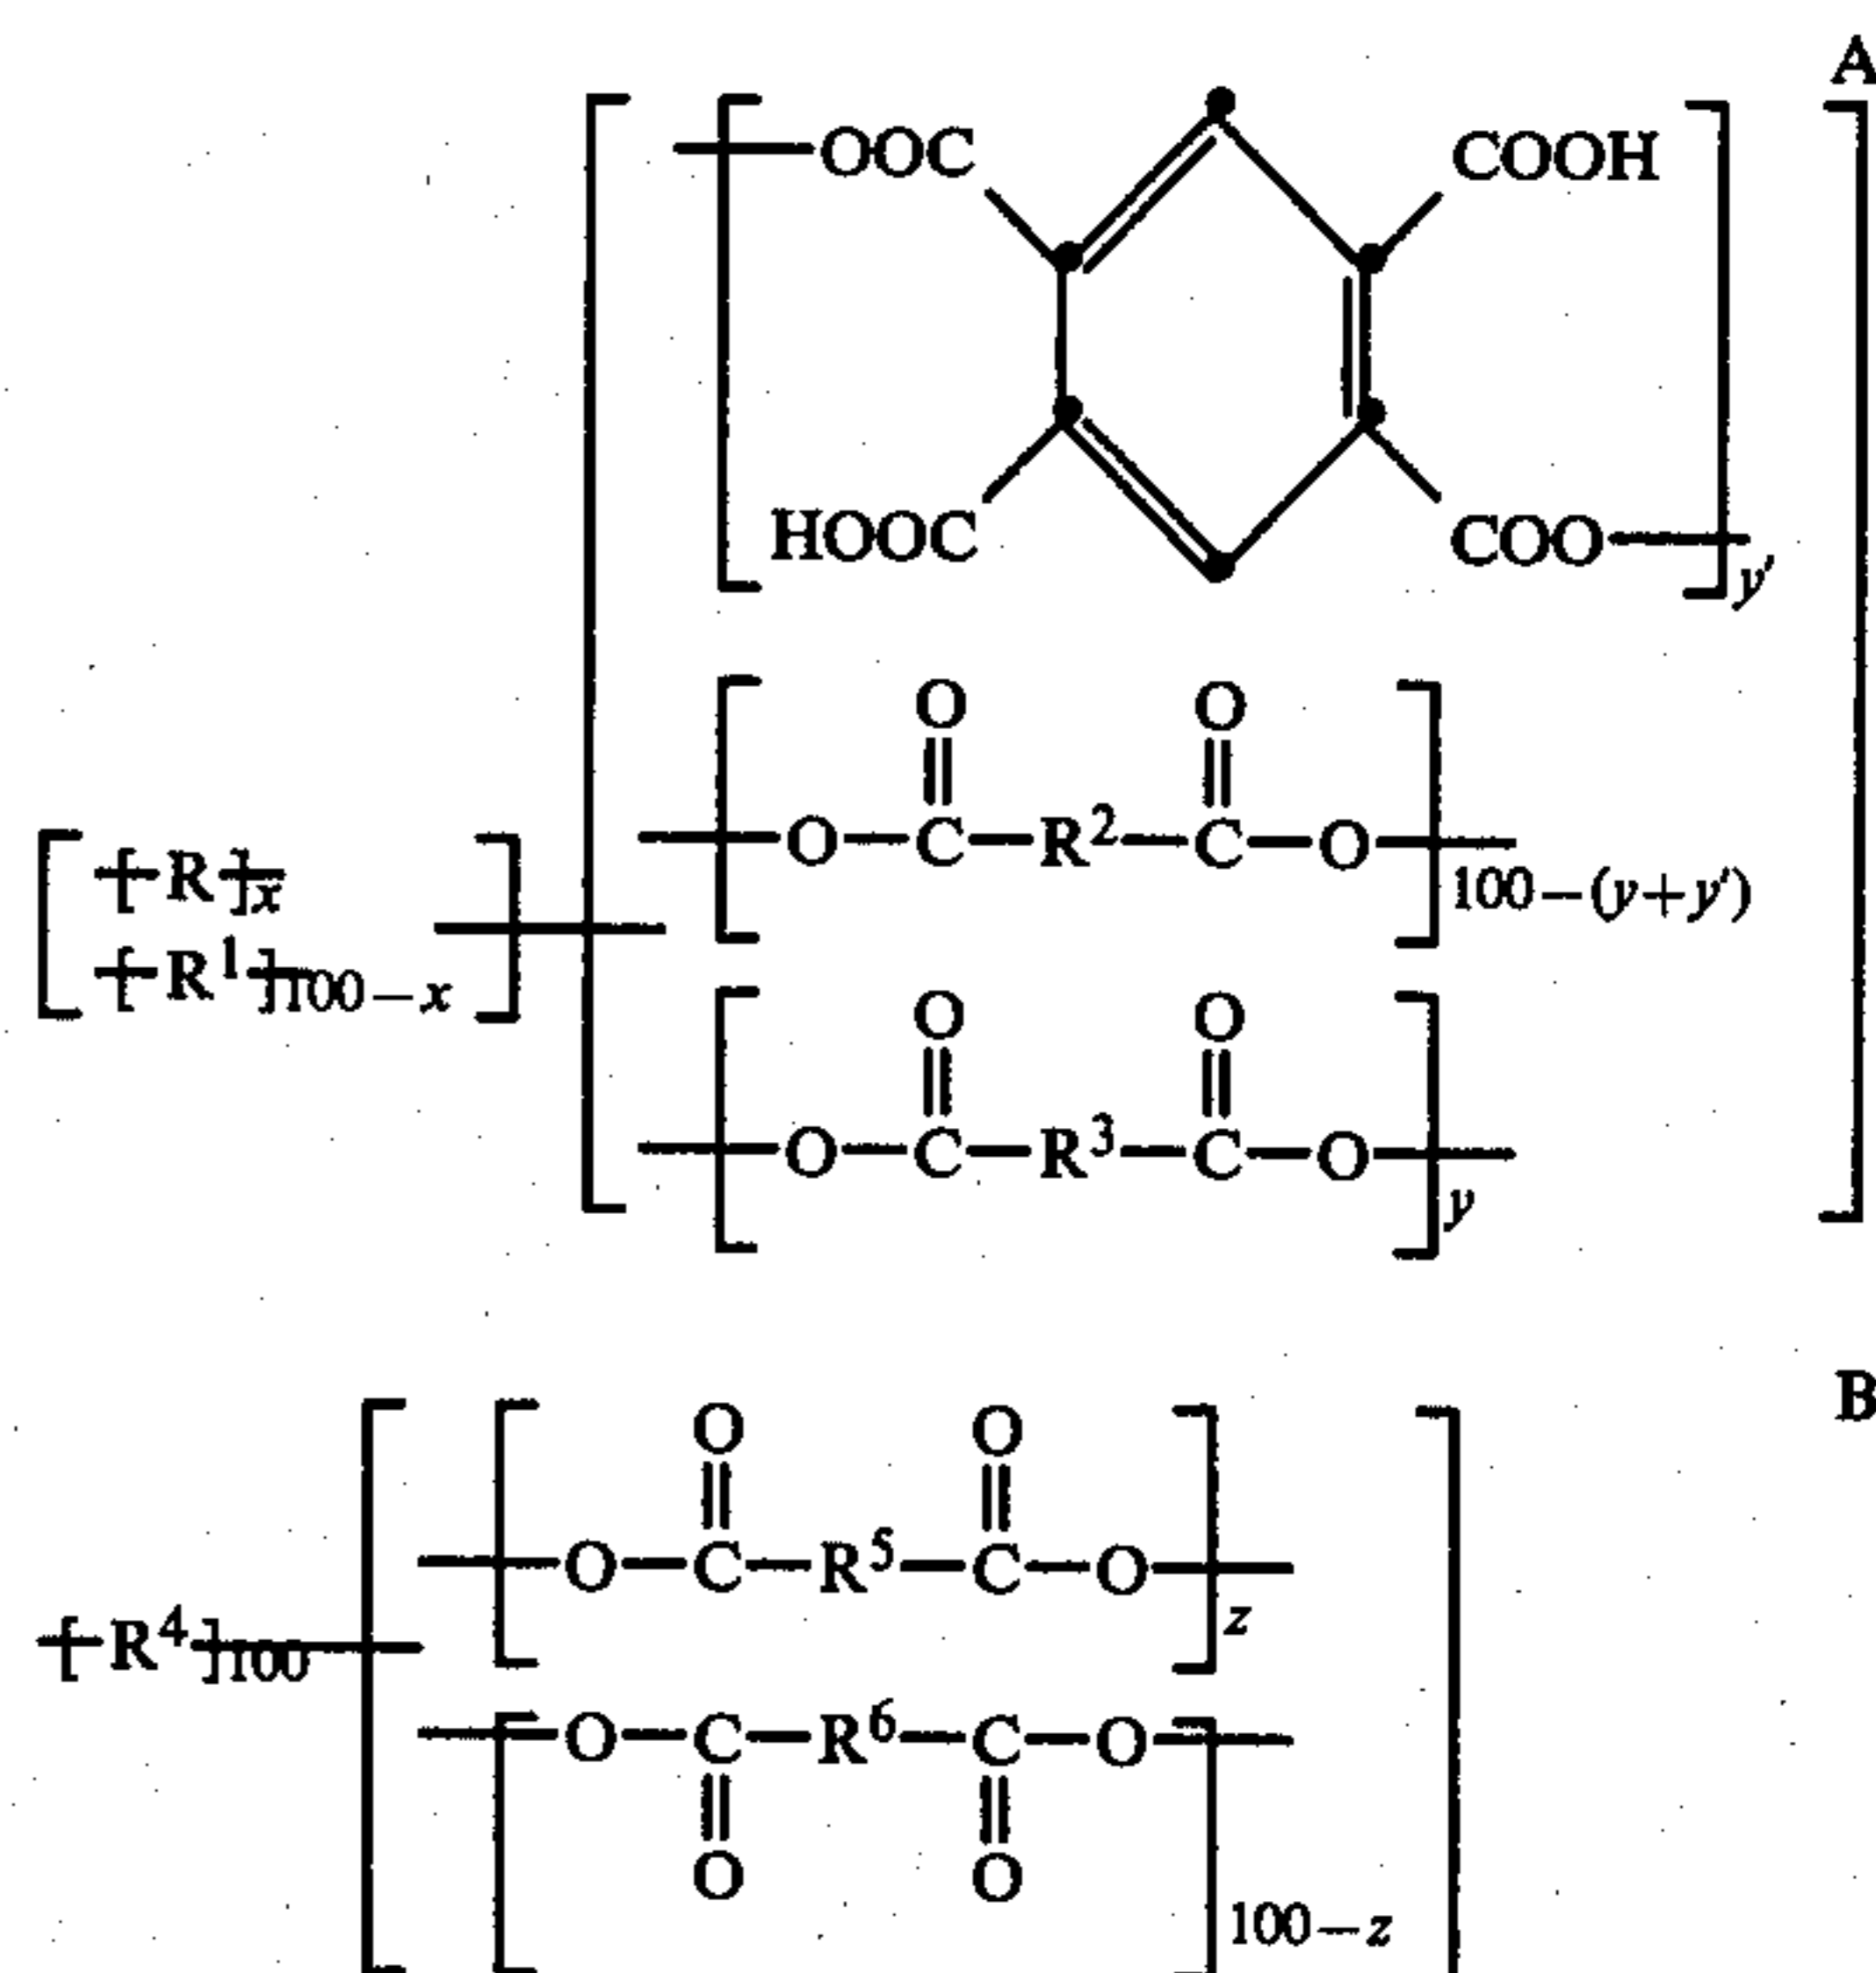 A
OOC COOH
HOOC COO y'
O O
O C R² C O 100−(y+y')
[R]x
[R¹]100−x
O O
O C R³ C O y
B
O O
O C R⁵ C O z
[R⁴]100
O C R⁶ C O
O O
100−z